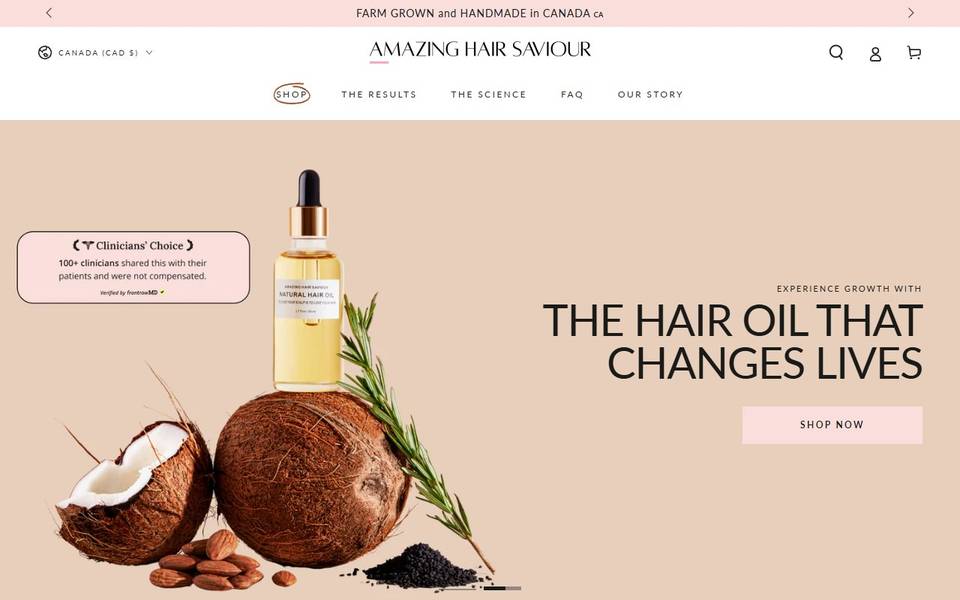 FARM GROWN and HANDMADE in CANADA CA
CANADA (CAD $)
AMAZING HAIR SAVIOUR
SHOP
THE RESULTS
THE SCIENCE
FAQ
OUR STORY
Clinicians' Choice
100+ clinicians shared this with their
patients and were not compensated.
Verified by frontrowMD
AMAZING HAIR SAVIOUR
NATURAL HAIR OIL
EXPERIENCE GROWTH WITH
THE HAIR OIL THAT
CHANGES LIVES
SHOP NOW